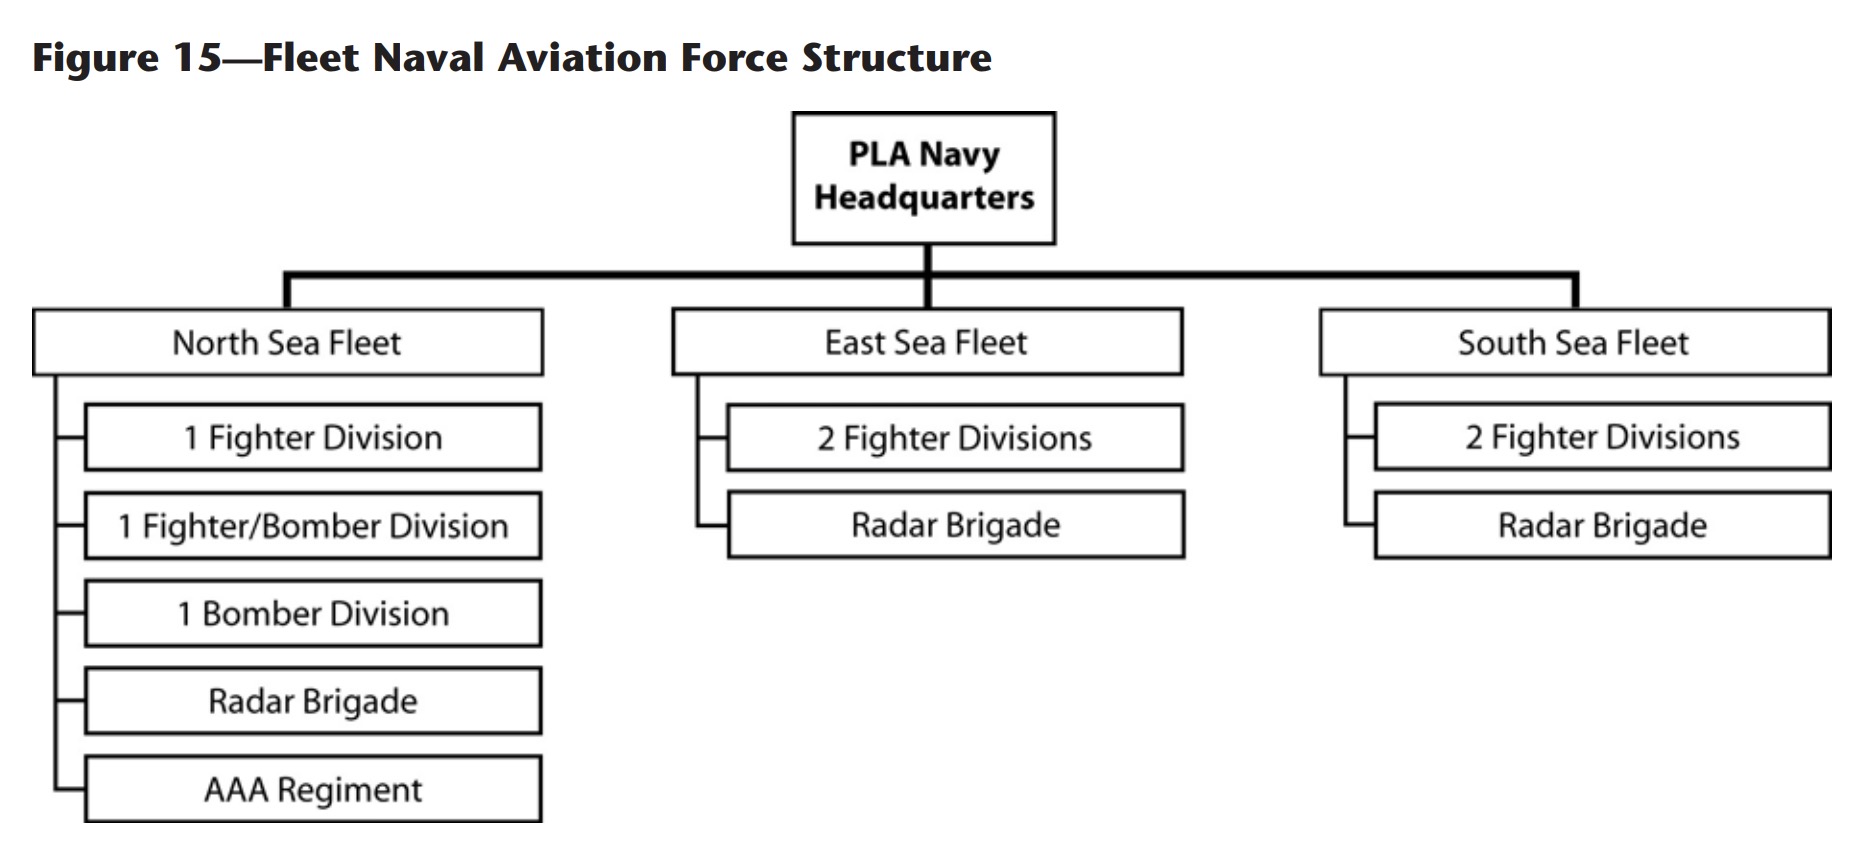 Figure 15—Fleet Naval Aviation Force Structure
PLA Navy
Headquarters
North Sea Fleet
1 Fighter Division
1 Fighter/Bomber Division
1 Bomber Division
Radar Brigade
AAA Regiment
East Sea Fleet
2 Fighter Divisions
Radar Brigade
South Sea Fleet
2 Fighter Divisions
Radar Brigade